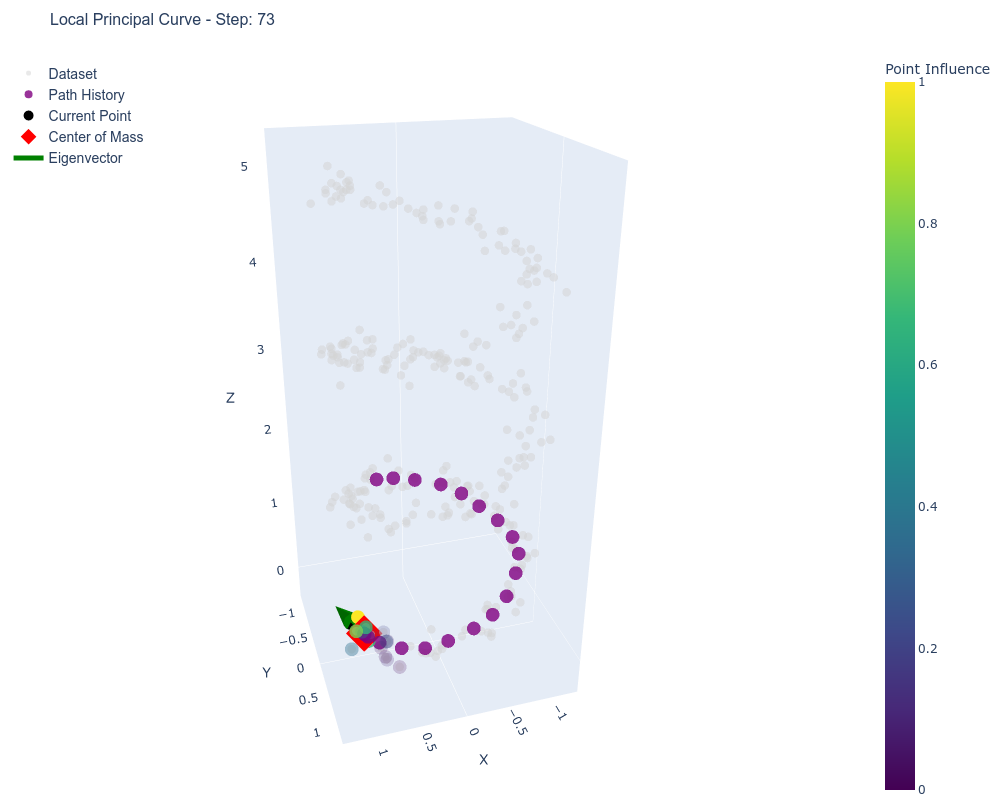 Local Principal Curve - Step: 73
Dataset
Path History
Current Point
Center of Mass
Eigenvector
Point Influence
1
0.8
0.6
0.4
0.2
0
5
4
3
2
1
0
Z
−1
−0.5
0
0.5
1
Y
1
0.5
0
−0.5
−1
X